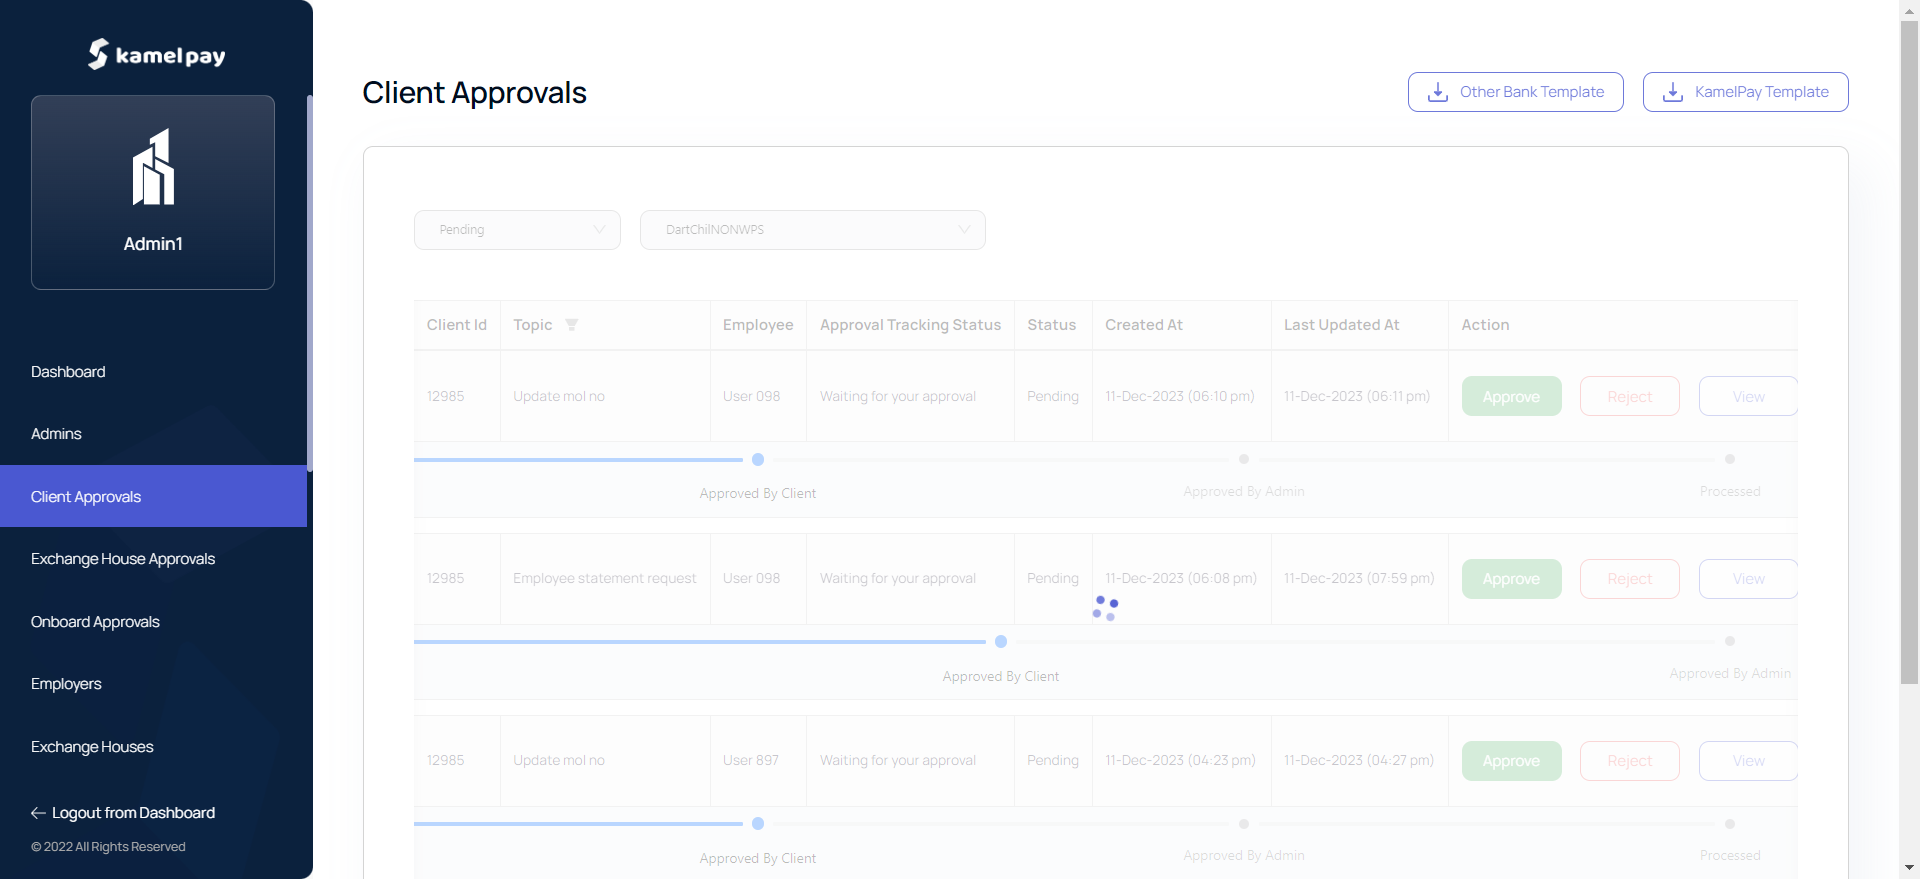 kamelpay
Admin1
Dashboard
Admins
Client Approvals
Exchange House Approvals
Onboard Approvals
Employers
Exchange Houses
Logout from Dashboard
© 2022 All Rights Reserved
Client Approvals
Other Bank Template
KamelPay Template
Pending
DartChilNONWPS
Client Id Topic Employee Approval Tracking Status Status Created At Last Updated At Action
12985 Update mol no User 098 Waiting for your approval Pending 11-Dec-2023 (06:10 pm) 11-Dec-2023 (06:11 pm) Approve Reject View
Approved By Client Approved By Admin Processed
12985 Employee statement request User 098 Waiting for your approval Pending 11-Dec-2023 (06:08 pm) 11-Dec-2023 (07:59 pm) Approve Reject View
Approved By Client Approved By Admin
12985 Update mol no User 897 Waiting for your approval Pending 11-Dec-2023 (04:23 pm) 11-Dec-2023 (04:27 pm) Approve Reject View
Approved By Client Approved By Admin Processed